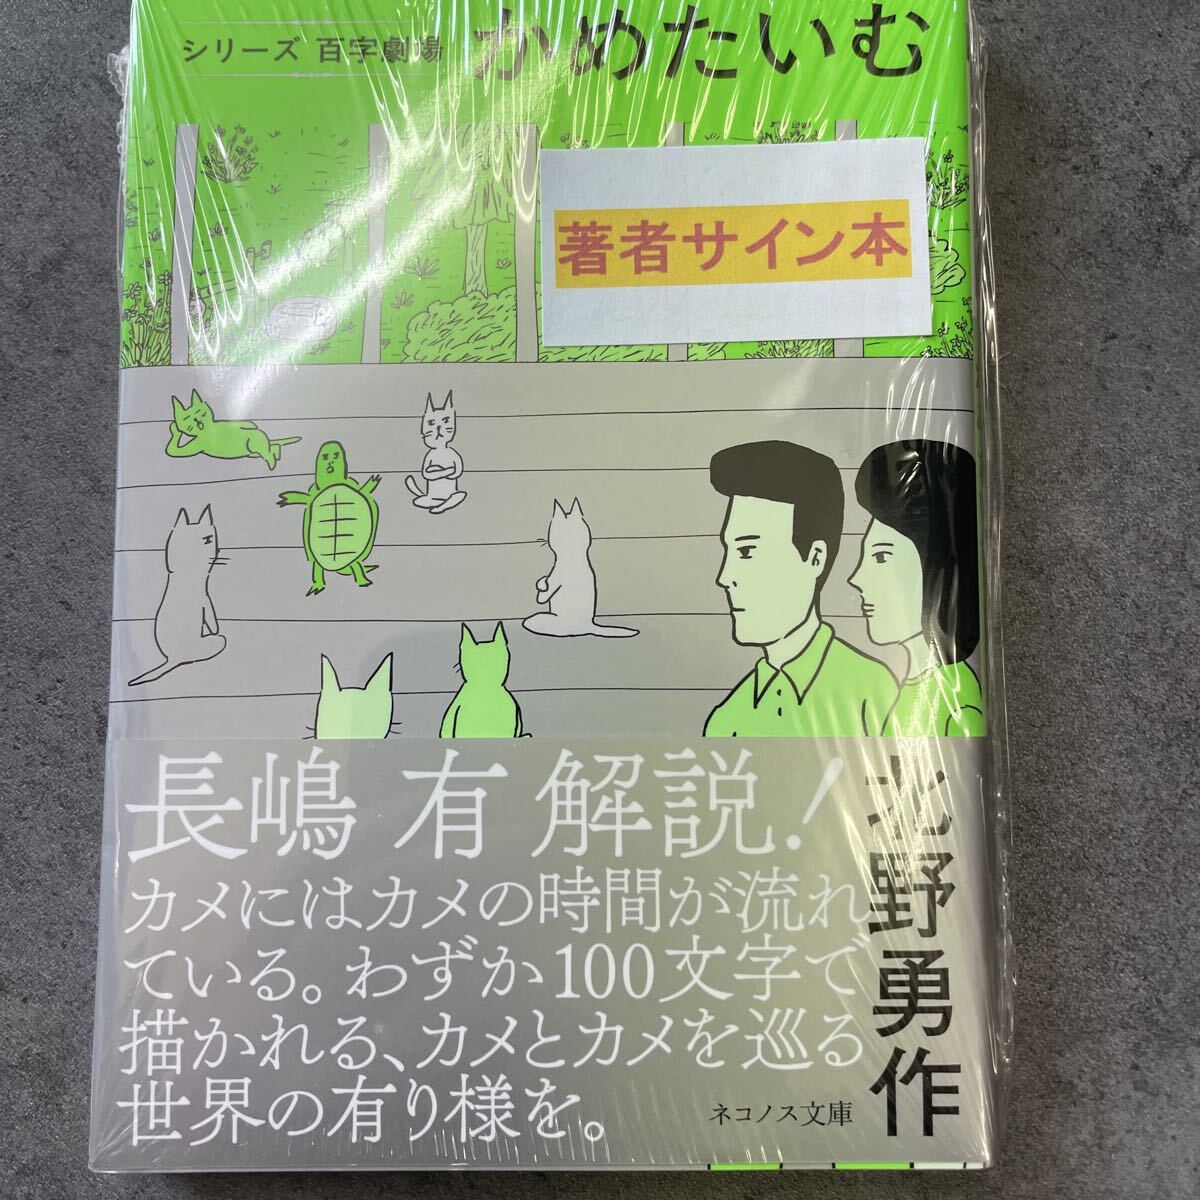 シリーズ 百字劇場
かめたいむ
著者サイン本
長嶋 有 解説!
カメにはカメの時間が流れ
ている。わずか100文字で
描かれる、カメとカメを巡る
世界の有り様を。
北野勇作
ネコノス文庫